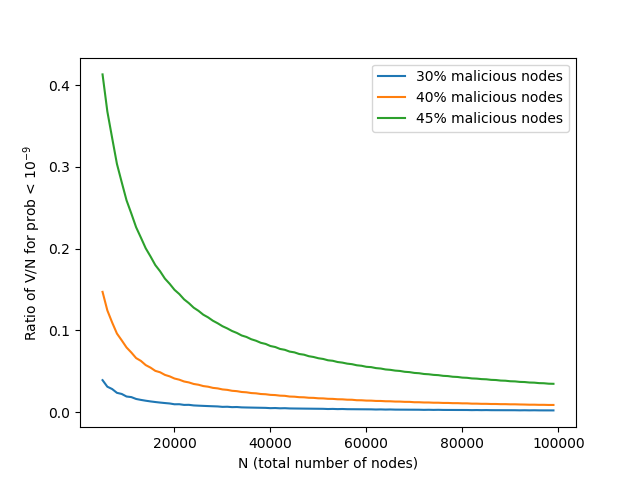 30% malicious nodes
40% malicious nodes
45% malicious nodes
Ratio of V/N for prob < 10⁻⁹
0.4
0.3
0.2
0.1
0.0
20000 40000 60000 80000 100000
N (total number of nodes)